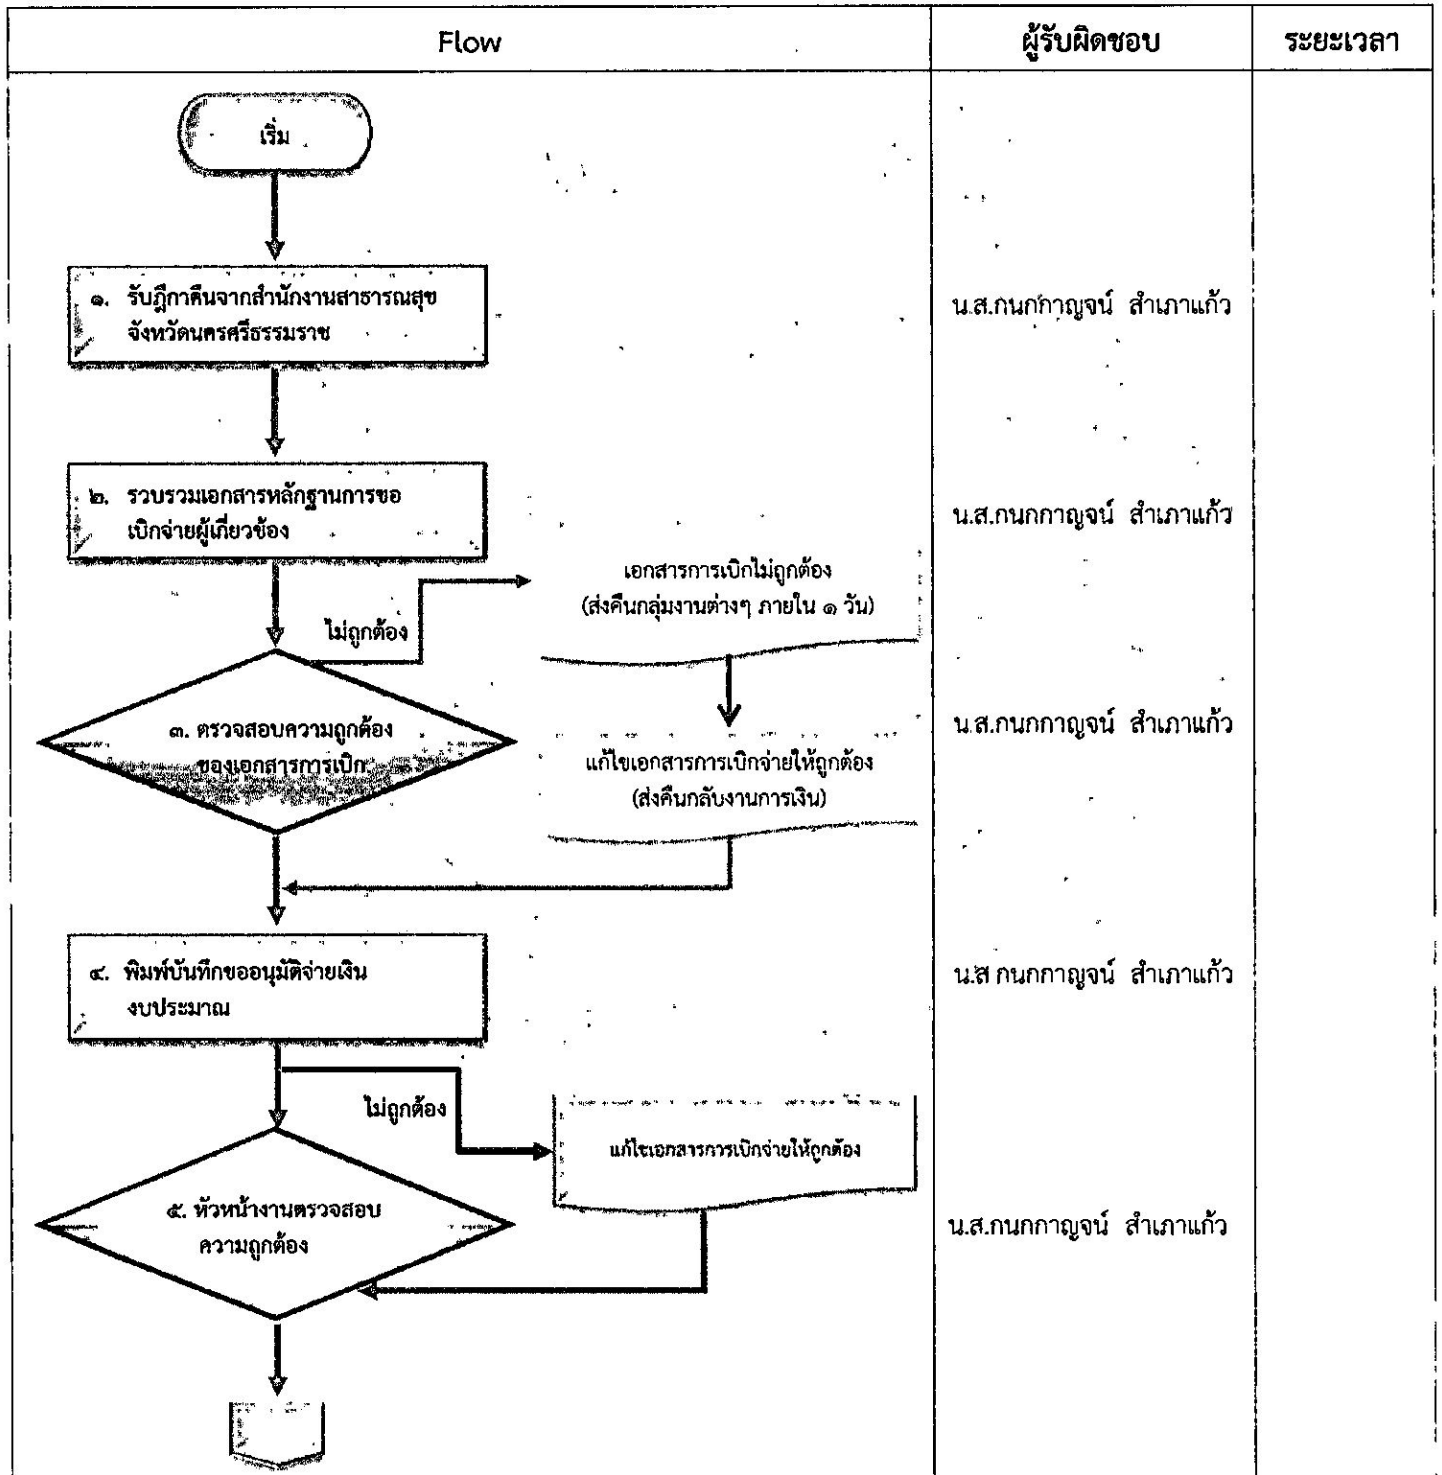 Flow
ผู้รับผิดชอบ
ระยะเวลา
เริ่ม
๑. รับฎีกาคืนจากสำนักงานสาธารณสุข
จังหวัดนครศรีธรรมราช
น.ส.กนกกาญจน์ สำเภาแก้ว
๒. รวบรวมเอกสารหลักฐานการขอ
เบิกจ่ายผู้เกี่ยวข้อง
น.ส.กนกกาญจน์ สำเภาแก้ว
ไม่ถูกต้อง
เอกสารการเบิกไม่ถูกต้อง
(ส่งคืนกลุ่มงานต่างๆ ภายใน ๑ วัน)
๓. ตรวจสอบความถูกต้อง
ของเอกสารการเบิก
แก้ไขเอกสารการเบิกจ่ายให้ถูกต้อง
(ส่งคืนกลับงานการเงิน)
น.ส.กนกกาญจน์ สำเภาแก้ว
๔. พิมพ์บันทึกขออนุมัติจ่ายเงิน
งบประมาณ
น.ส กนกกาญจน์ สำเภาแก้ว
ไม่ถูกต้อง
แก้ไขเอกสารการเบิกจ่ายให้ถูกต้อง
๕. หัวหน้างานตรวจสอบ
ความถูกต้อง
น.ส.กนกกาญจน์ สำเภาแก้ว